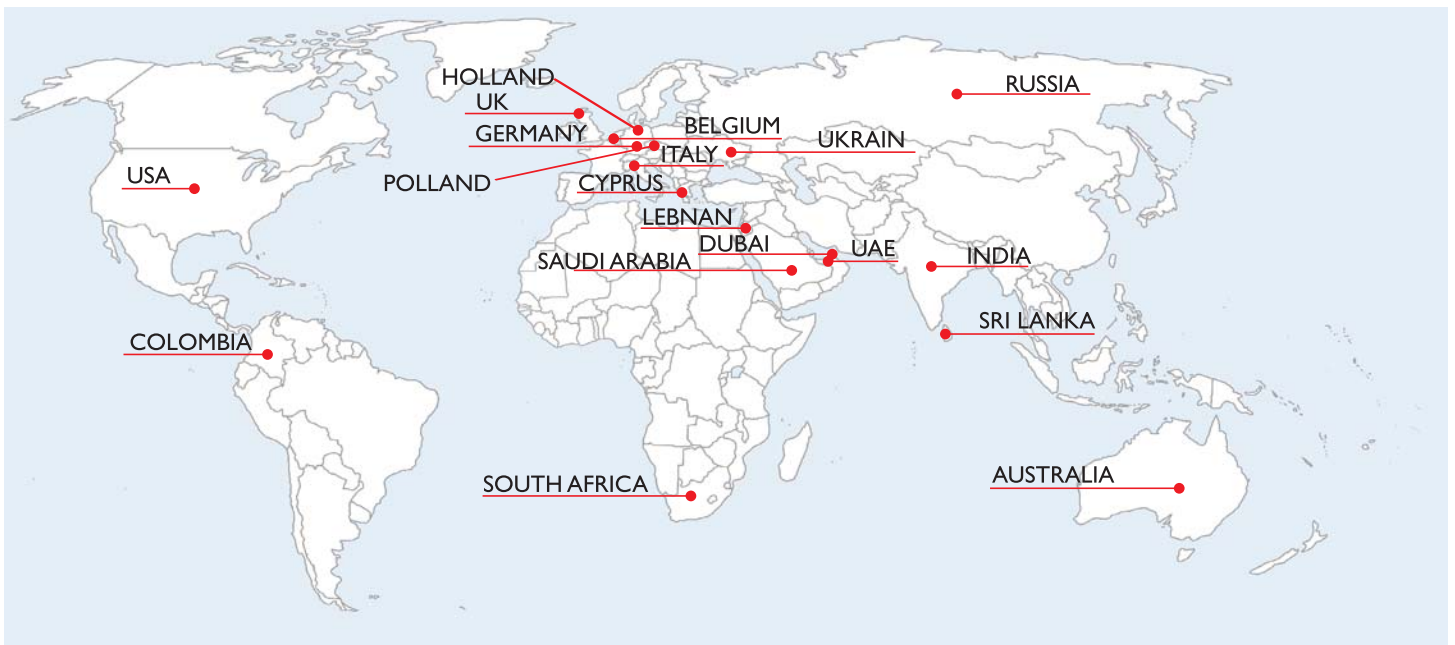 HOLLAND
RUSSIA
UK
GERMANY
BELGIUM
UKRAIN
ITALY
USA
POLLAND
CYPRUS
LEBNAN
DUBAI
UAE
SAUDI ARABIA
INDIA
SRI LANKA
COLOMBIA
SOUTH AFRICA
AUSTRALIA